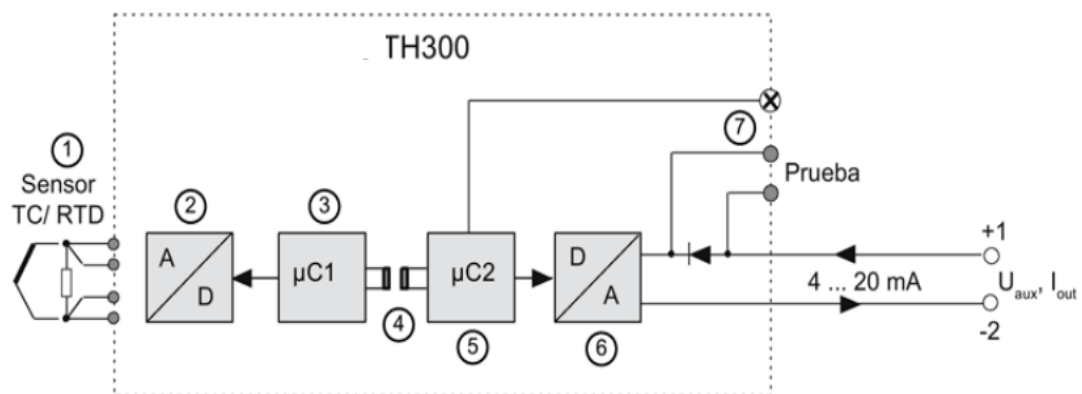 TH300
①
Sensor
TC/ RTD
②
A
D
③
µC1
④
µC2
⑤
D
A
⑥
⑦
Prueba
+1
4 ... 20 mA
Uaux, Iout
-2